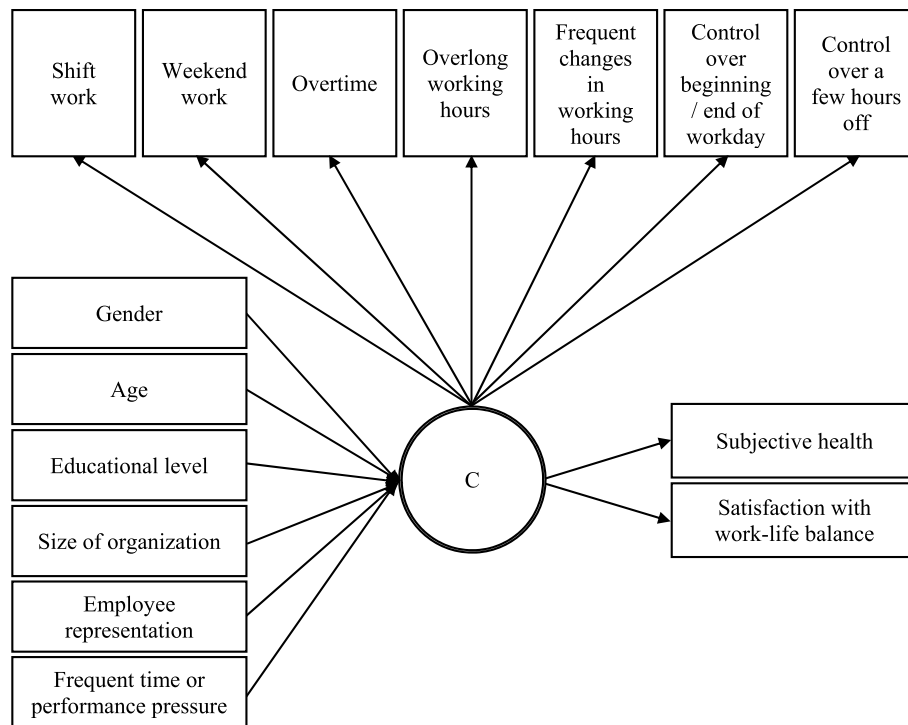 Shift
work
Weekend
work
Overtime
Overlong
working
hours
Frequent
changes
in
working
hours
Control
over
beginning
/ end of
workday
Control
over a
few hours
off
Gender
Age
Educational level
Size of organization
Employee
representation
Frequent time or
performance pressure
C
Subjective health
Satisfaction with
work-life balance